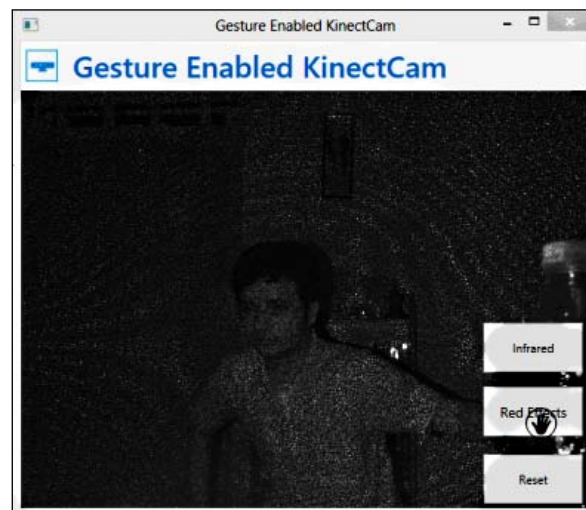 Gesture Enabled KinectCam
Gesture Enabled KinectCam
Infrared
Red Effects
Reset